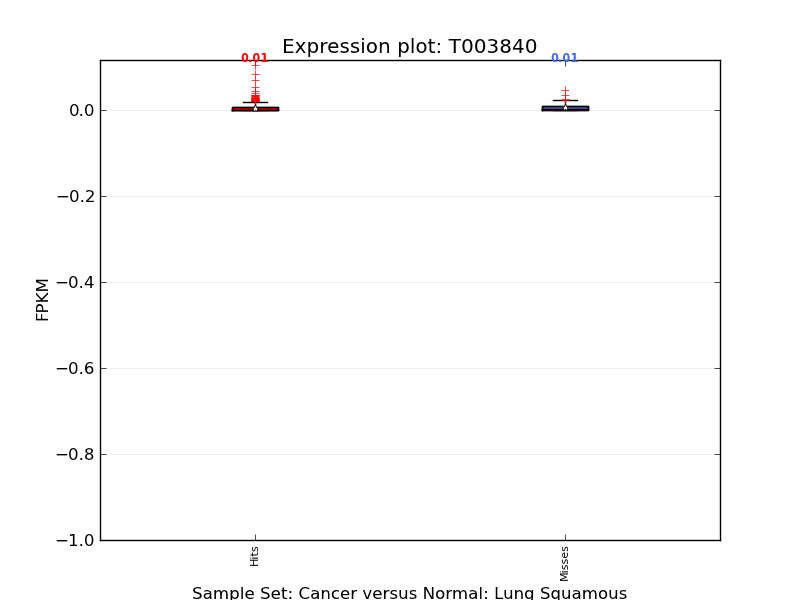 Expression plot: T003840
0.01
0.01
0.0
−0.2
−0.4
−0.6
−0.8
−1.0
FPKM
Hits
Misses
Sample Set: Cancer versus Normal: Lung Squamous